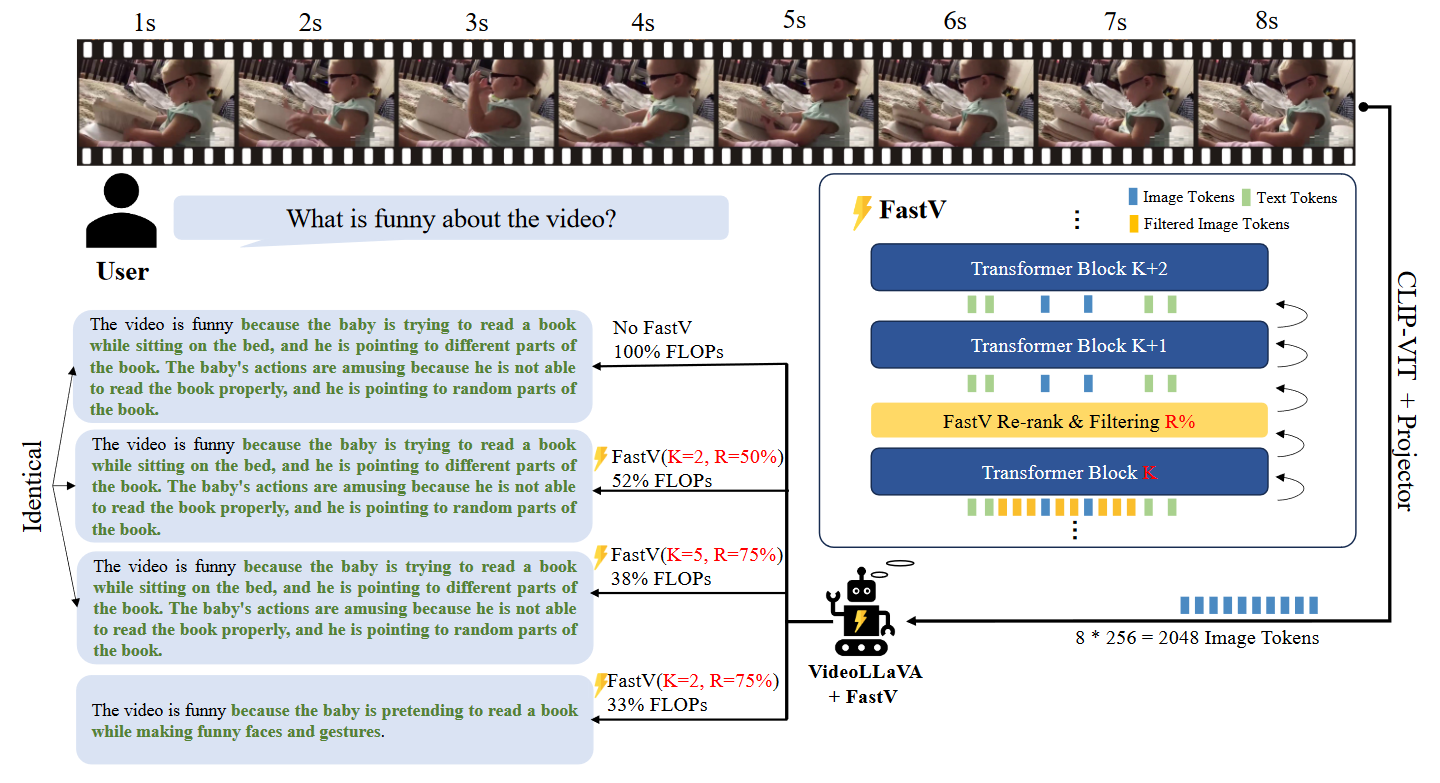 1s 2s 3s 4s 5s 6s 7s 8s
User
What is funny about the video?
FastV
Image Tokens
Text Tokens
Filtered Image Tokens
Transformer Block K+2
Transformer Block K+1
FastV Re-rank & Filtering R%
Transformer Block K
CLIP-VIT + Projector
8 * 256 = 2048 Image Tokens
VideoLLaVA
+ FastV
Identical
The video is funny because the baby is trying to read a book
while sitting on the bed, and he is pointing to different parts of
the book. The baby's actions are amusing because he is not able
to read the book properly, and he is pointing to random parts of
the book.
No FastV
100% FLOPs
The video is funny because the baby is trying to read a book
while sitting on the bed, and he is pointing to different parts of
the book. The baby's actions are amusing because he is not able
to read the book properly, and he is pointing to random parts of
the book.
FastV(K=2, R=50%)
52% FLOPs
The video is funny because the baby is trying to read a book
while sitting on the bed, and he is pointing to different parts of
the book. The baby's actions are amusing because he is not able
to read the book properly, and he is pointing to random parts of
the book.
FastV(K=5, R=75%)
38% FLOPs
The video is funny because the baby is pretending to read a book
while making funny faces and gestures.
FastV(K=2, R=75%)
33% FLOPs